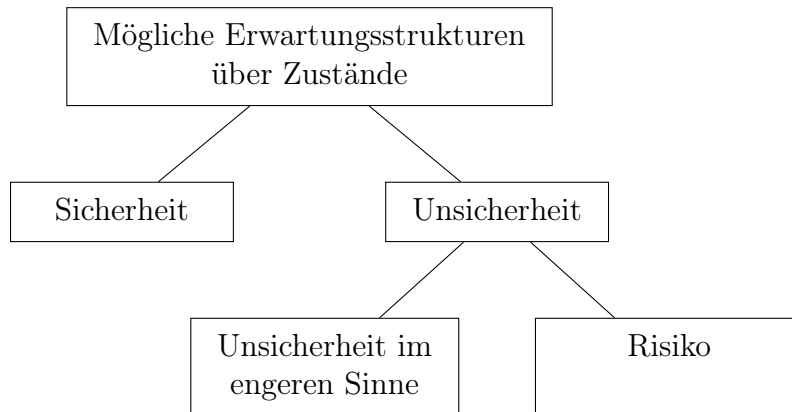 Mögliche Erwartungsstrukturen
über Zustände
Sicherheit
Unsicherheit
Unsicherheit im
engeren Sinne
Risiko